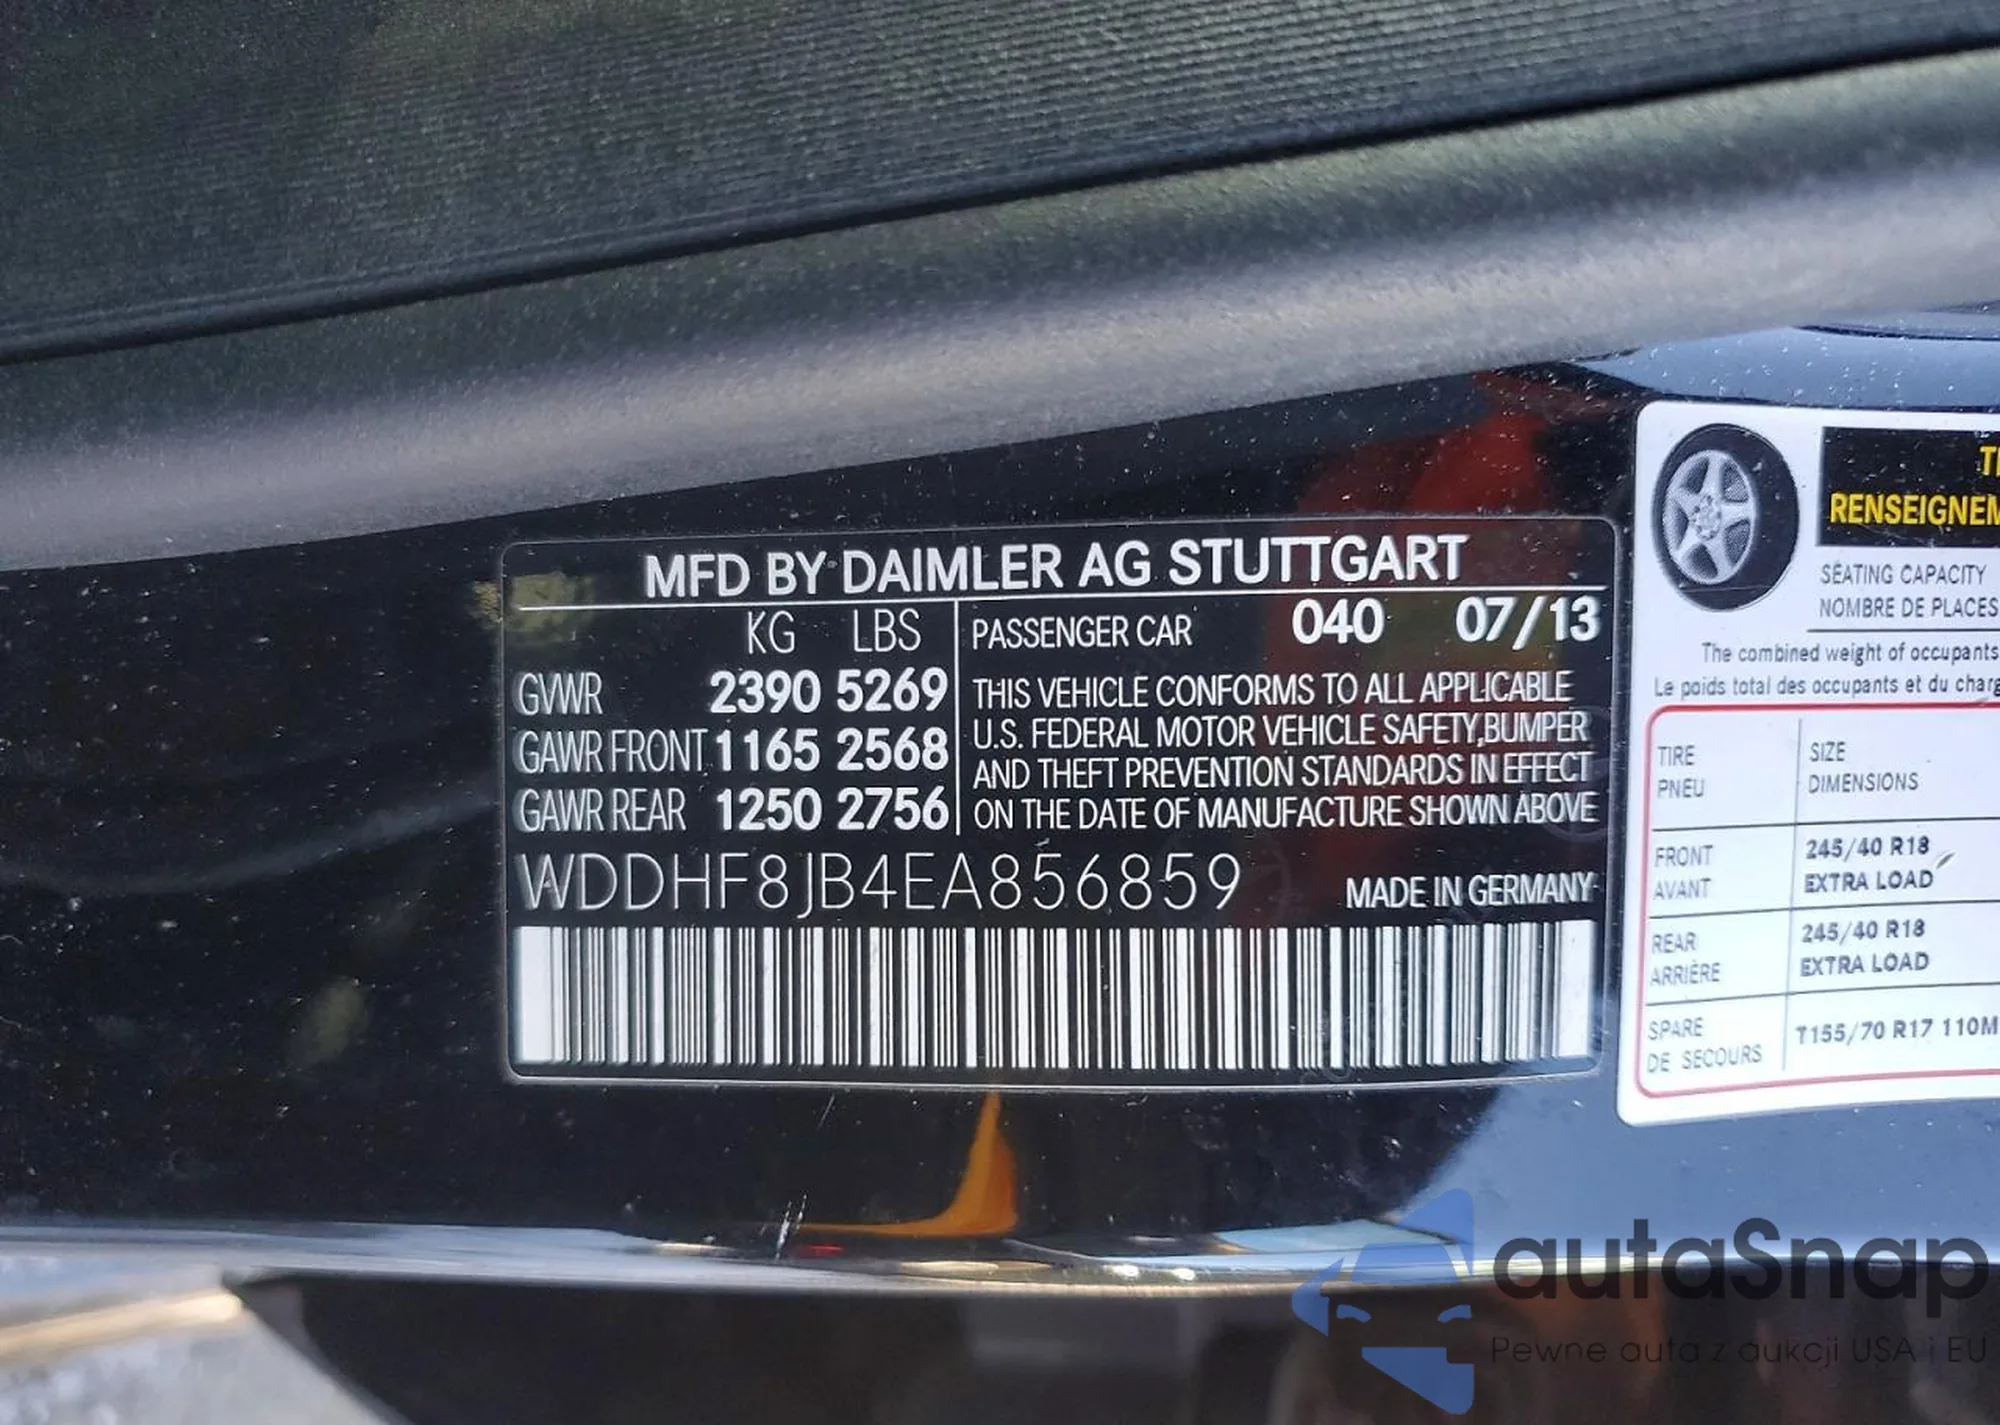 MFD BY DAIMLER AG STUTTGART
KG LBS
PASSENGER CAR 040 07/13
GVWR 2390 5269
GAWR FRONT 1165 2568
GAWR REAR 1250 2756
THIS VEHICLE CONFORMS TO ALL APPLICABLE
U.S. FEDERAL MOTOR VEHICLE SAFETY,BUMPER
AND THEFT PREVENTION STANDARDS IN EFFECT
ON THE DATE OF MANUFACTURE SHOWN ABOVE
WDDHF8JB4EA856859
MADE IN GERMANY
SEATING CAPACITY
NOMBRE DE PLACES
The combined weight of occupants
Le poids total des occupants et du
TIRE
PNEU
SIZE
DIMENSIONS
FRONT
AVANT
245/40 R18
EXTRA LOAD
REAR
ARRIÈRE
245/40 R18
EXTRA LOAD
SPARE
DE SECOURS
T155/70 R17 110M
autaSnap
Pewne auta z aukcji USA i EU